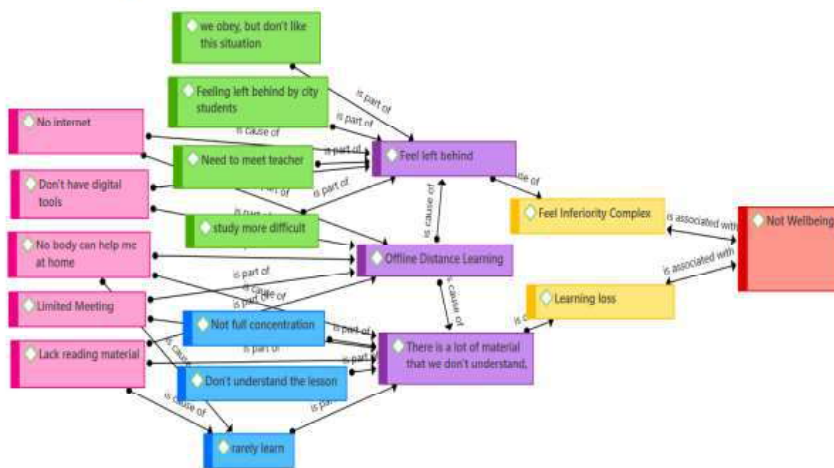 we obey, but don't like
this situation
Feeling left behind by city
students
is part of
is part of
No internet
is cause of
is part of
Feel left behind
Need to meet teacher
is part of
Don't have digital
tools
is part of
Feel Inferiority Complex
is associated with
Not Wellbeing
study more difficult
is cause of
No body can help me
at home
Offline Distance Learning
is associated with
is part of
is cause of
Learning loss
Limited Meeting
is part of
Not full concentration
is part of
There is a lot of material
that we don't understand,
Lack reading material
is part of
Don't understand the lesson
is cause of
rarely learn